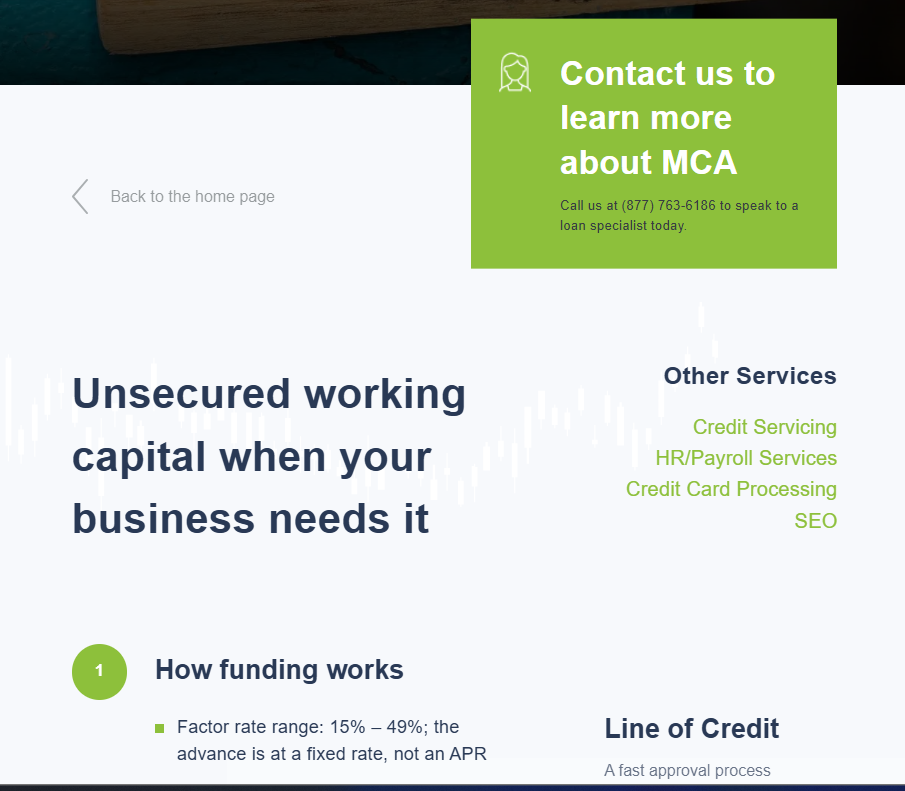 Contact us to
learn more
about MCA
Call us at (877) 763-6186 to speak to a
loan specialist today.
Back to the home page
Unsecured working
capital when your
business needs it
Other Services
Credit Servicing
HR/Payroll Services
Credit Card Processing
SEO
1
How funding works
Factor rate range: 15% – 49%; the
advance is at a fixed rate, not an APR
Line of Credit
A fast approval process